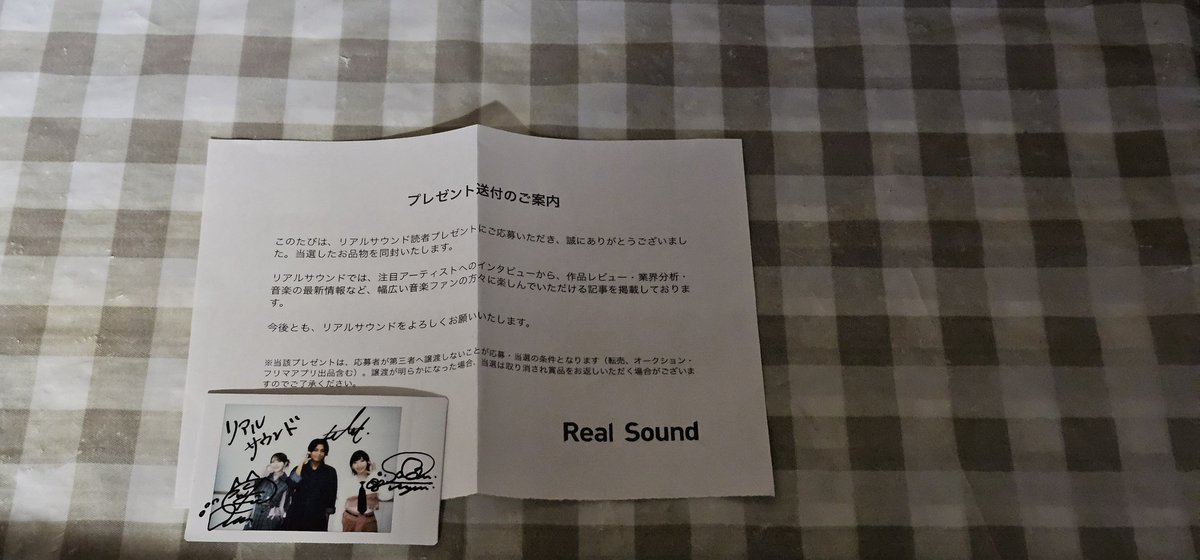 プレゼント送付のご案内
このたびは、リアルサウンド読者プレゼントにご応募いただき、誠にありがとうございまし
た。当選したお品物を同封いたします。
リアルサウンドでは、注目アーティストへのインタビューから、作品レビュー・業界分析・
音楽の最新情報など、幅広い音楽ファンの方々に楽しんでいただける記事を掲載しておりま
す。
今後とも、リアルサウンドをよろしくお願いいたします。
※当該プレゼントは、応募者が第三者へ譲渡しないことが応募・当選の条件となります（転売、オークション・
フリマアプリ出品含む）。譲渡が明らかになった場合、当選は取り消され賞品をお返しいただく場合がございま
すのでご了承ください。
Real Sound
リアル
サウンド